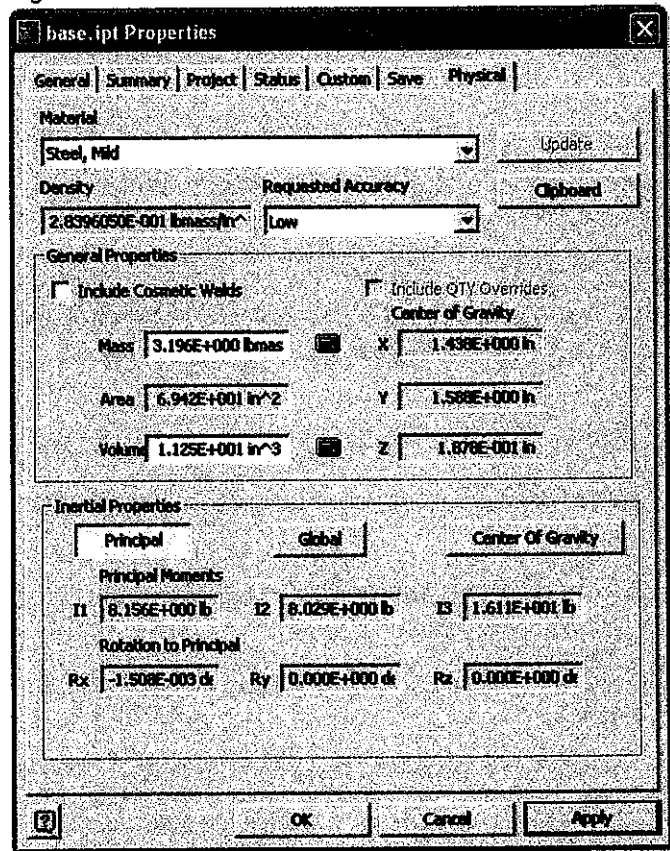 base.ipt Properties
General Summary Project Status Custom Save Physical
Material
Steel, Mild Update
Density Requested Accuracy Clipboard
2.8396050E-001 lbmass/in^ Low
General Properties
Include Cosmetic Welds Include QTY Overrides
Center of Gravity
Mass 3.196E+000 lbmas X 1.438E+000 in
Area 6.942E+001 in^2 Y 1.588E+000 in
Volume 1.125E+001 in^3 Z 1.878E-001 in
Inertial Properties
Principal Global Center Of Gravity
Principal Moments
I1 8.156E+000 lb I2 8.029E+000 lb I3 1.611E+001 lb
Rotation to Principal
Rx -1.508E-003 de Ry 0.000E+000 de Rz 0.000E+000 de
? OK Cancel Apply